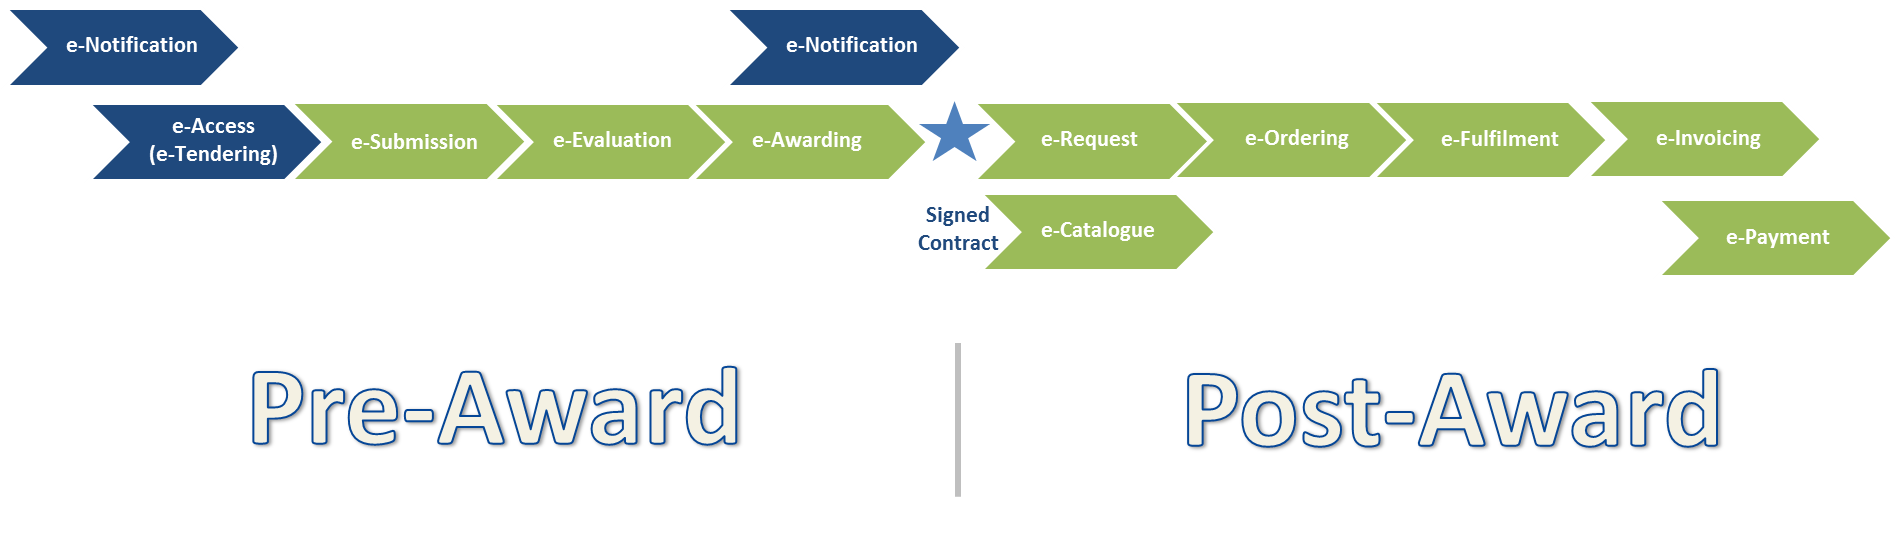 e-Notification
e-Notification
e-Access
(e-Tendering)
e-Submission
e-Evaluation
e-Awarding
e-Request
e-Ordering
e-Fulfilment
e-Invoicing
Signed
Contract
e-Catalogue
e-Payment
Pre-Award
Post-Award